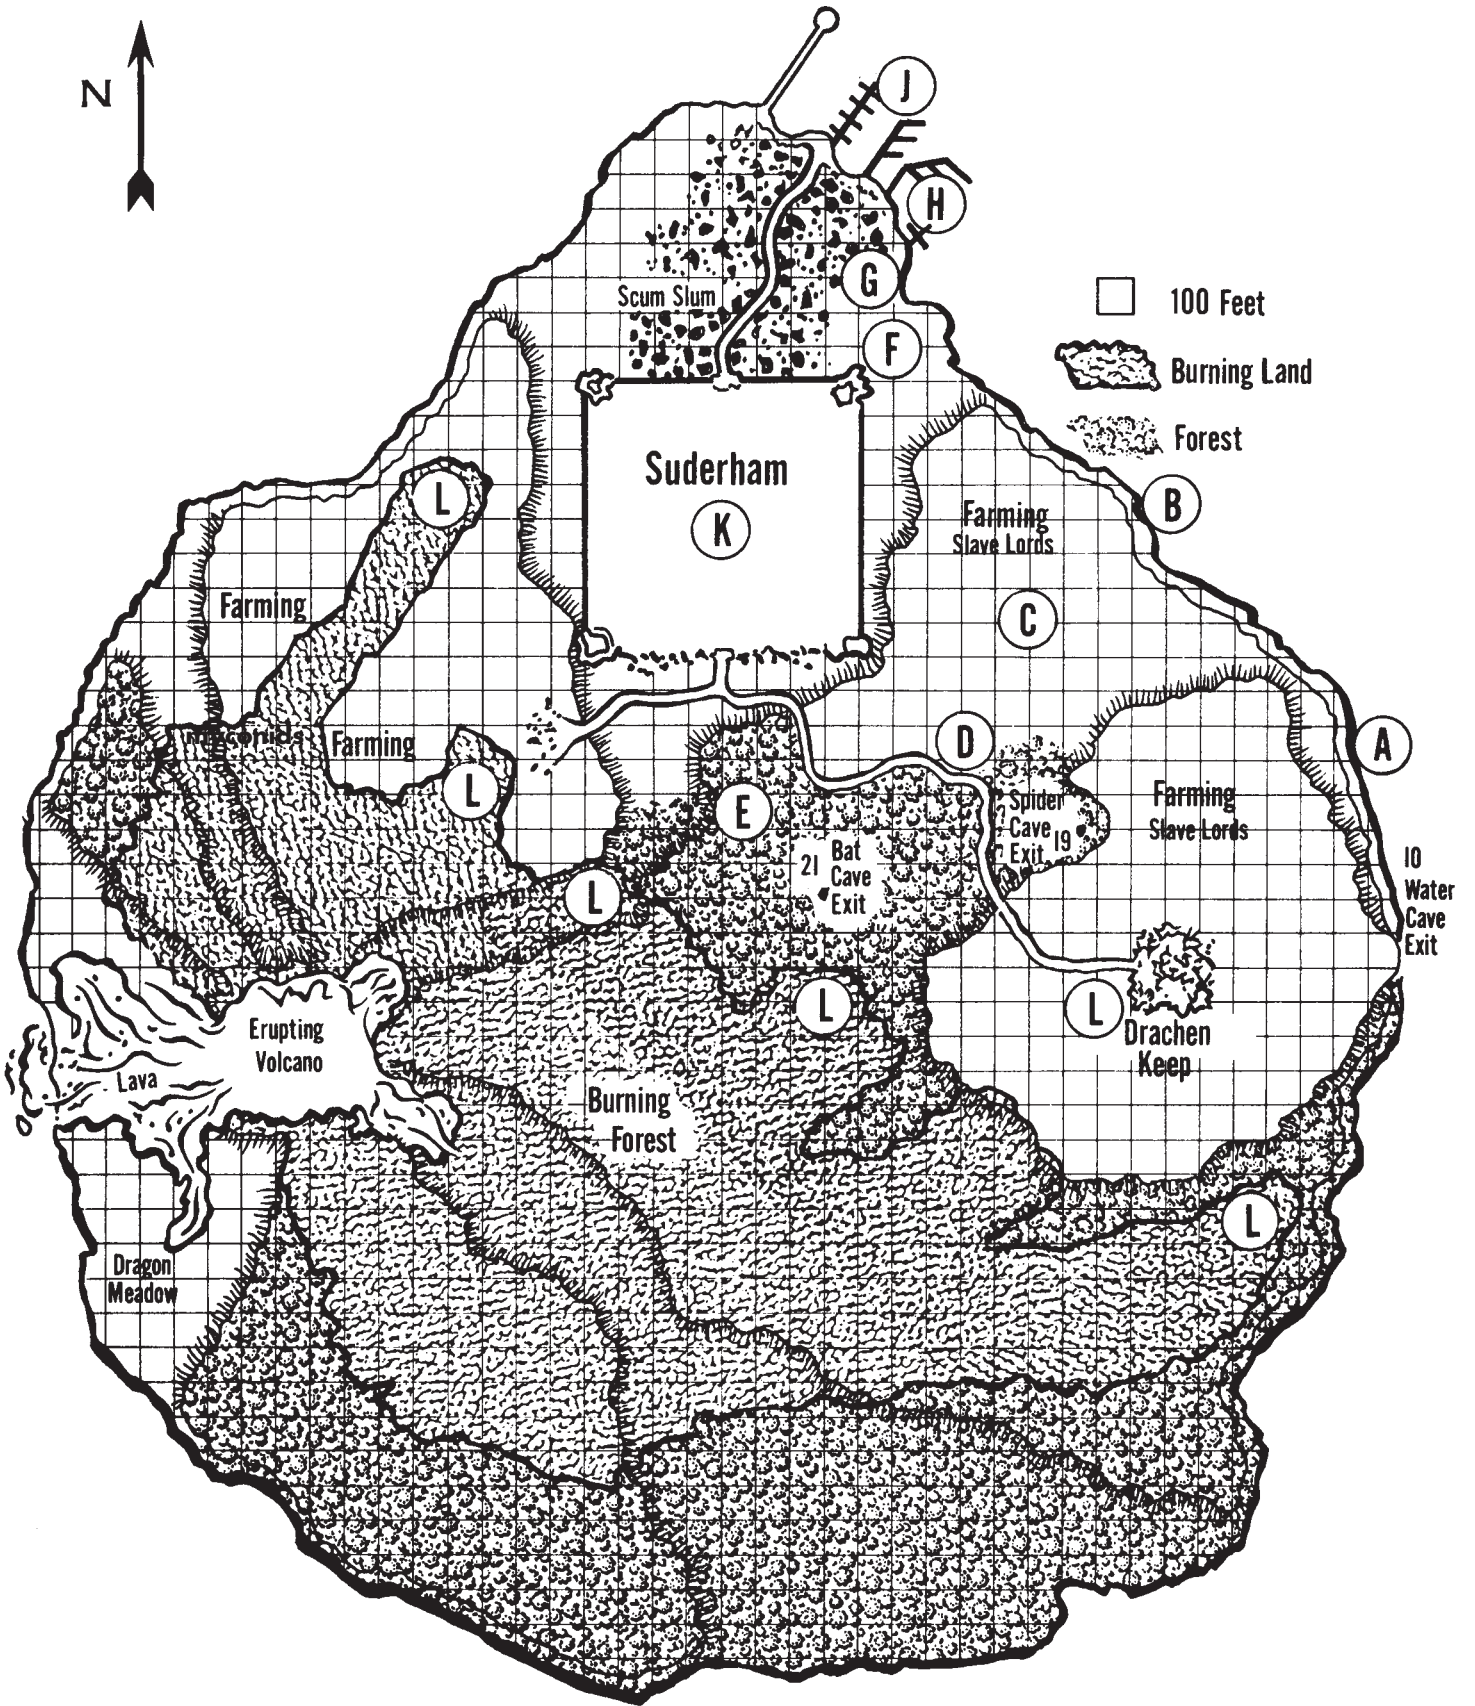 N
J
H
G
Scum Slum
F
100 Feet
Burning Land
Forest
Suderham
K
L
B
Farming
Slave Lords
C
Farming
myconids
Farming
L
D
A
E
Spider
Cave 19
Exit
Farming
Slave Lords
21 Bat
Cave
Exit
10
Water
Cave
Exit
L
L
L
Drachen
Keep
Erupting
Volcano
Lava
Burning
Forest
L
Dragon
Meadow